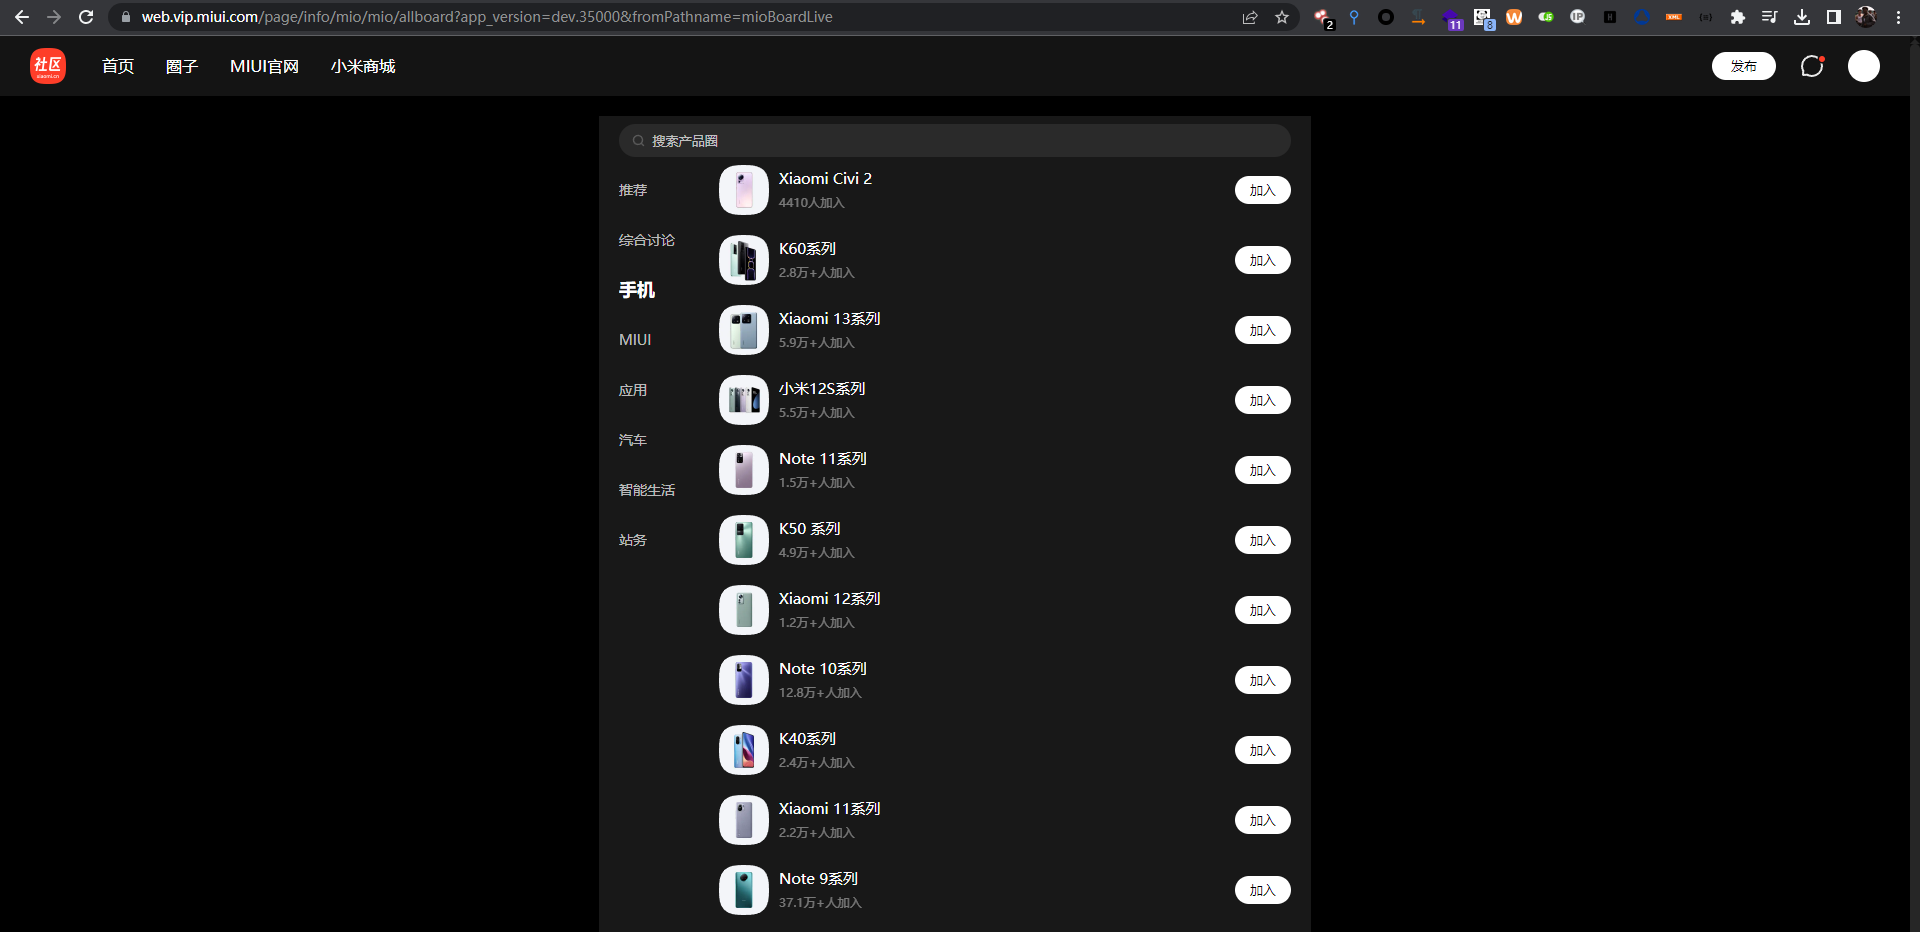 web.vip.miui.com/page/info/mio/mio/allboard?app_version=dev.35000&fromPathname=mioBoardLive
2
11
8
社区
xiaomi.cn
首页 圈子 MIUI官网 小米商城
发布
搜索产品圈
推荐
综合讨论
手机
MIUI
应用
汽车
智能生活
站务
Xiaomi Civi 2
4410人加入
加入
K60系列
2.8万+人加入
加入
Xiaomi 13系列
5.9万+人加入
加入
小米12S系列
5.5万+人加入
加入
Note 11系列
1.5万+人加入
加入
K50 系列
4.9万+人加入
加入
Xiaomi 12系列
1.2万+人加入
加入
Note 10系列
12.8万+人加入
加入
K40系列
2.4万+人加入
加入
Xiaomi 11系列
2.2万+人加入
加入
Note 9系列
37.1万+人加入
加入